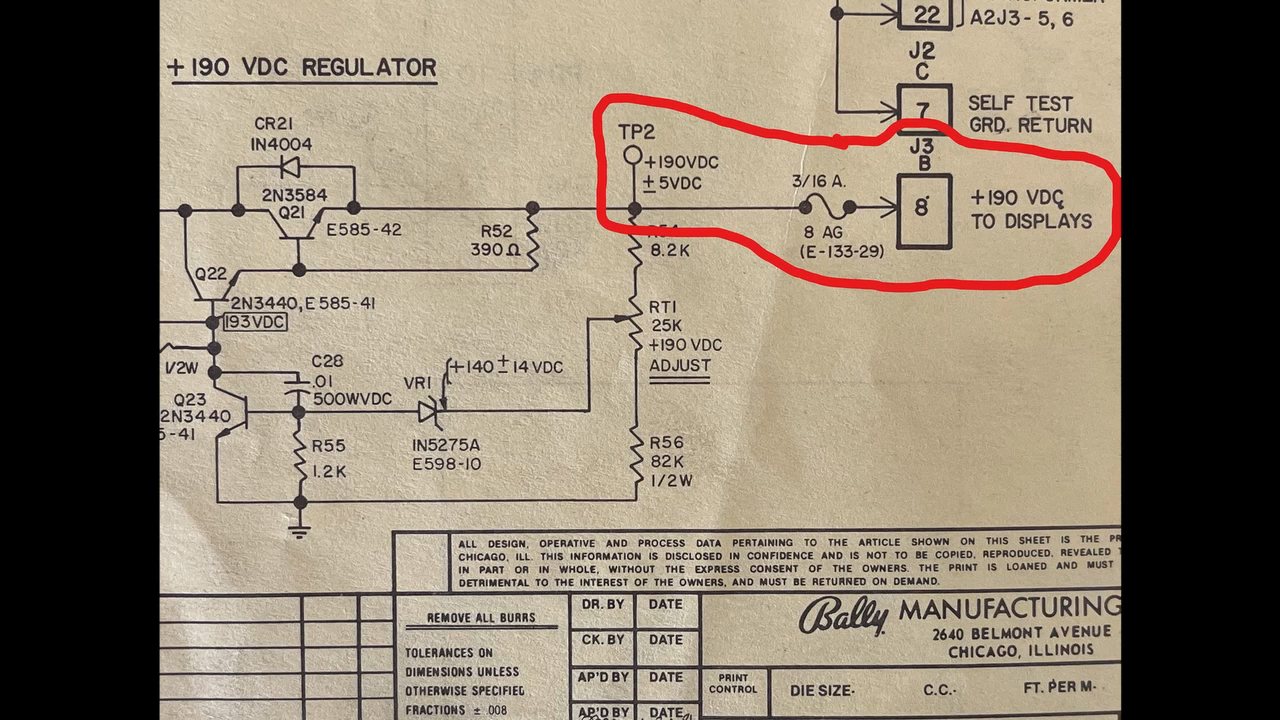 22
A2J3-5, 6
+190 VDC REGULATOR
J2
C
7
SELF TEST
GRD. RETURN
CR21
IN4004
TP2
+190VDC
± 5VDC
J3
B
8
+190 VDC
TO DISPLAYS
3/16 A.
8 AG
(E-133-29)
2N3584
Q21
E585-42
R52
390Ω
8.2K
Q22
2N3440, E585-41
193VDC
RT1
25K
+190 VDC
ADJUST
1/2W
C28
.01
500WVDC
VR1
+140 ± 14 VDC
Q23
2N3440
5-41
R55
1.2K
IN5275A
E598-10
R56
82K
1/2W
ALL DESIGN, OPERATIVE AND PROCESS DATA PERTAINING TO THE ARTICLE SHOWN ON THIS SHEET IS THE
CHICAGO, ILL. THIS INFORMATION IS DISCLOSED IN CONFIDENCE AND IS NOT TO BE COPIED, REPRODUCED, REVEALED
IN PART OR IN WHOLE, WITHOUT THE EXPRESS CONSENT OF THE OWNERS. THE PRINT IS LOANED AND MUST
DETRIMENTAL TO THE INTEREST OF THE OWNERS, AND MUST BE RETURNED ON DEMAND.
REMOVE ALL BURRS
TOLERANCES ON
DIMENSIONS UNLESS
OTHERWISE SPECIFIED
FRACTIONS ± .008
DR. BY DATE
CK. BY DATE
AP'D BY DATE
AP'D BY DATE
Bally MANUFACTURING
2640 BELMONT AVENUE
CHICAGO, ILLINOIS
PRINT
CONTROL
DIE SIZE- C.C.- FT. PER M-